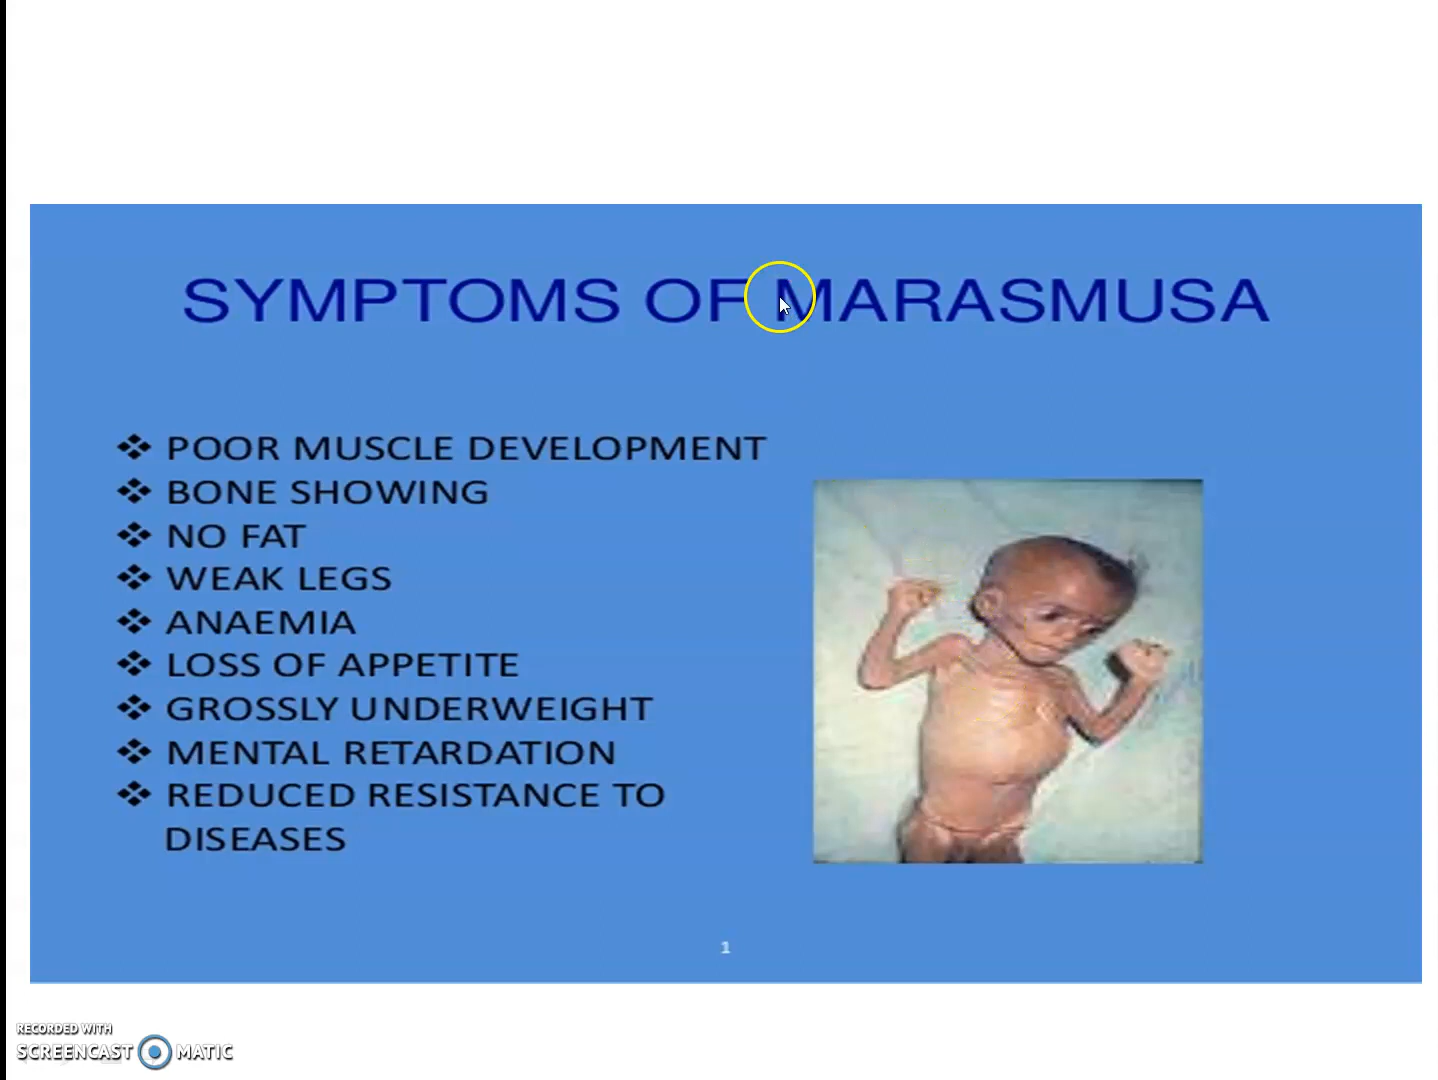 SYMPTOMS OF MARASMUSA
❖ POOR MUSCLE DEVELOPMENT
❖ BONE SHOWING
❖ NO FAT
❖ WEAK LEGS
❖ ANAEMIA
❖ LOSS OF APPETITE
❖ GROSSLY UNDERWEIGHT
❖ MENTAL RETARDATION
❖ REDUCED RESISTANCE TO
DISEASES
1
RECORDED WITH
SCREENCAST MATIC